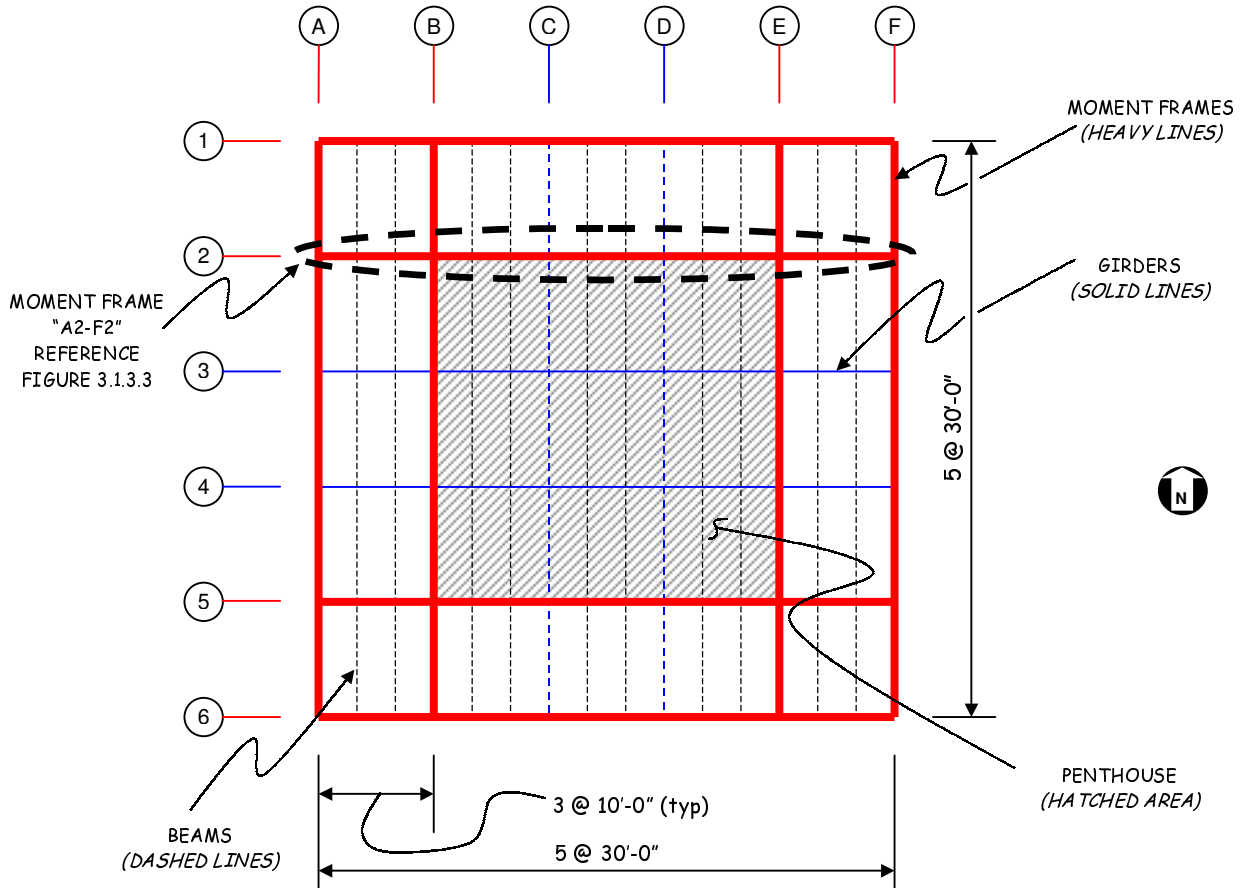 A B C D E F
MOMENT FRAMES
(HEAVY LINES)
1
2
GIRDERS
(SOLID LINES)
MOMENT FRAME
"A2-F2"
REFERENCE
FIGURE 3.1.3.3
3
5 @ 30'-0"
4
N
5
6
PENTHOUSE
(HATCHED AREA)
3 @ 10'-0" (typ)
BEAMS
(DASHED LINES)
5 @ 30'-0"